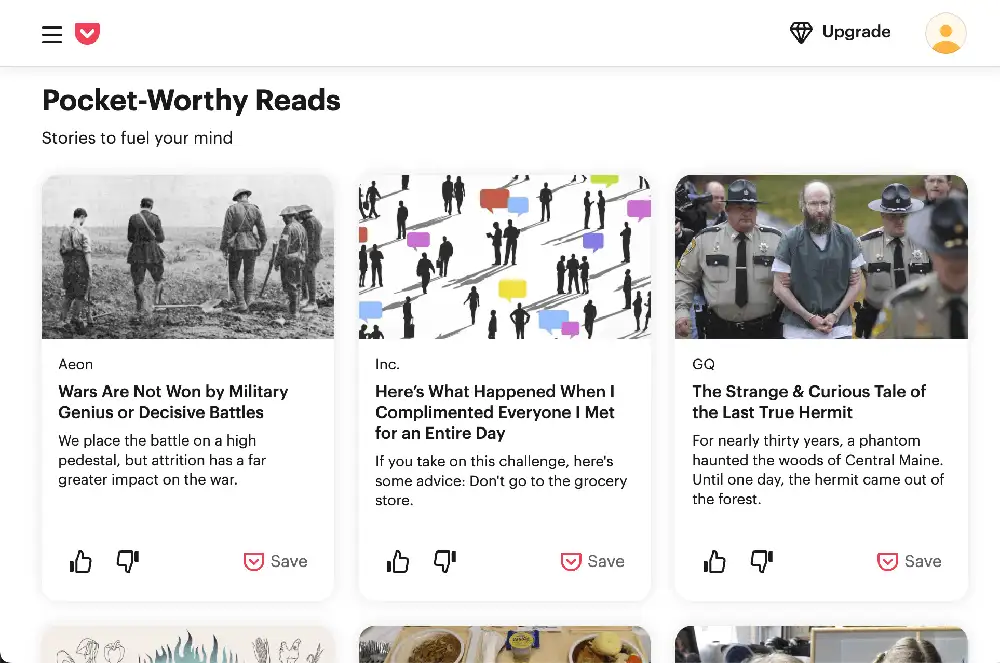 Upgrade
Pocket-Worthy Reads
Stories to fuel your mind
Aeon
Wars Are Not Won by Military
Genius or Decisive Battles
We place the battle on a high
pedestal, but attrition has a far
greater impact on the war.
Save
Inc.
Here’s What Happened When I
Complimented Everyone I Met
for an Entire Day
If you take on this challenge, here's
some advice: Don't go to the grocery
store.
Save
GQ
The Strange & Curious Tale of
the Last True Hermit
For nearly thirty years, a phantom
haunted the woods of Central Maine.
Until one day, the hermit came out of
the forest.
Save